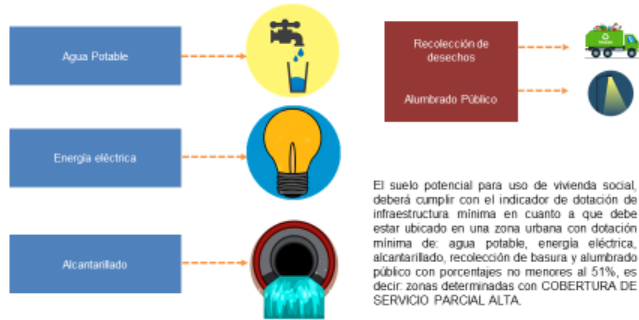 Agua Potable
Energía eléctrica
Alcantarillado
Recolección de
desechos
Alumbrado Público
El suelo potencial para uso de vivienda social,
deberá cumplir con el indicador de dotación de
infraestructura mínima en cuanto a que debe
estar ubicado en una zona urbana con dotación
mínima de: agua potable, energía eléctrica,
alcantarillado, recolección de basura y alumbrado
público con porcentajes no menores al 51%, es
decir: zonas determinadas con COBERTURA DE
SERVICIO PARCIAL ALTA.